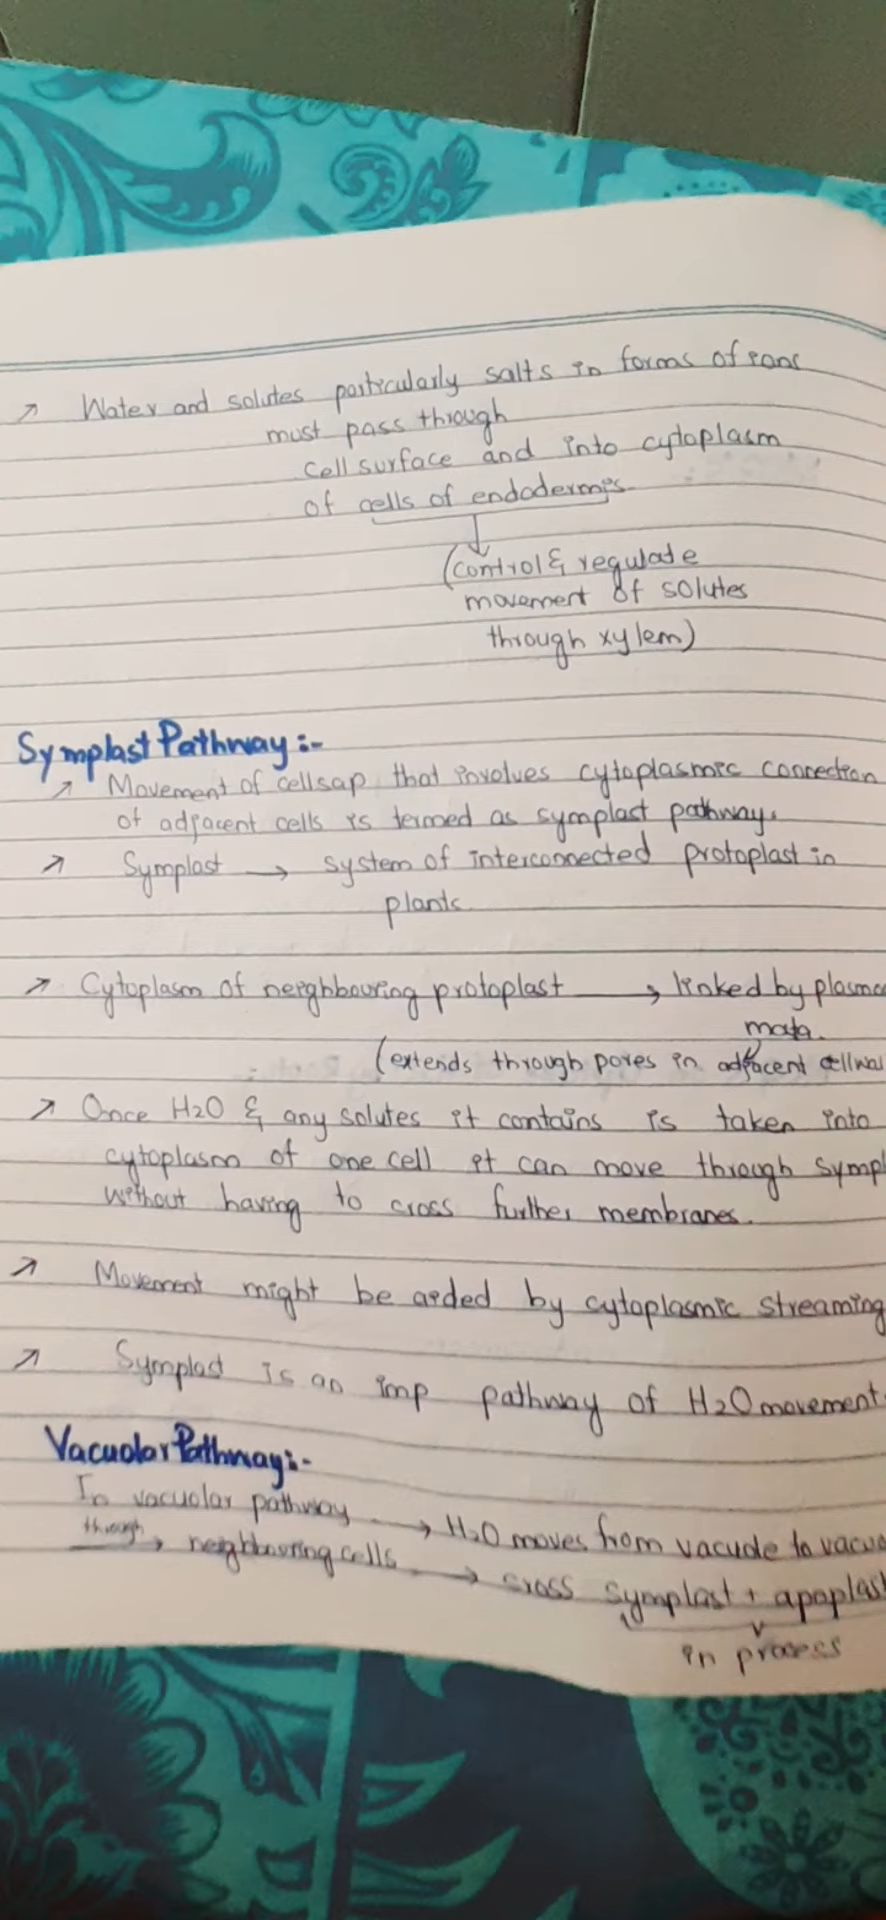 ↗ Water and solutes particularly salts in forms of ions
must pass through
cell surface and into cytoplasm
of cells of endodermis.
(control & regulate
movement of solutes
through xylem)
Symplast Pathway :-
↗ Movement of cell sap that involves cytoplasmic connection
of adjacent cells is termed as symplast pathway.
↗ Symplast → system of interconnected protoplast in
plants.
↗ Cytoplasm of neighbouring protoplast → linked by plasmo
mata.
(extends through pores in adjacent cellwal
↗ Once H2O & any solutes it contains is taken into
cytoplasm of one cell it can move through sympl
without having to cross further membranes.
↗ Movement might be aided by cytoplasmic streaming
↗ Symplast is an imp pathway of H2O movement.
Vacuolar Pathway:-
In vacuolar pathway → H2O moves from vacuole to vacuo
through → neighbouring cells → cross symplast + apoplast
in process